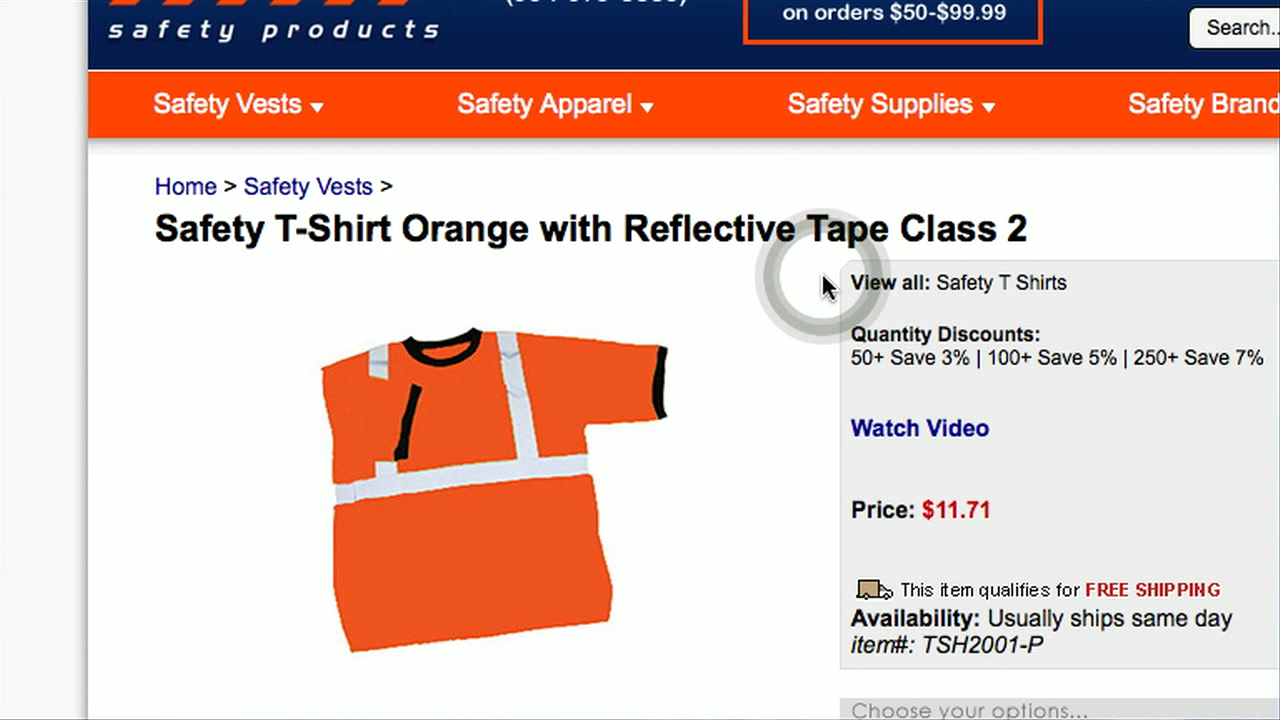 on orders $50-$99.99
safety products
Search..
Safety Vests
Safety Apparel
Safety Supplies
Safety Brand
Home > Safety Vests >
Safety T-Shirt Orange with Reflective Tape Class 2
View all: Safety T Shirts
Quantity Discounts:
50+ Save 3% | 100+ Save 5% | 250+ Save 7%
Watch Video
Price: $11.71
This item qualifies for FREE SHIPPING
Availability: Usually ships same day
item#: TSH2001-P
Choose your options...